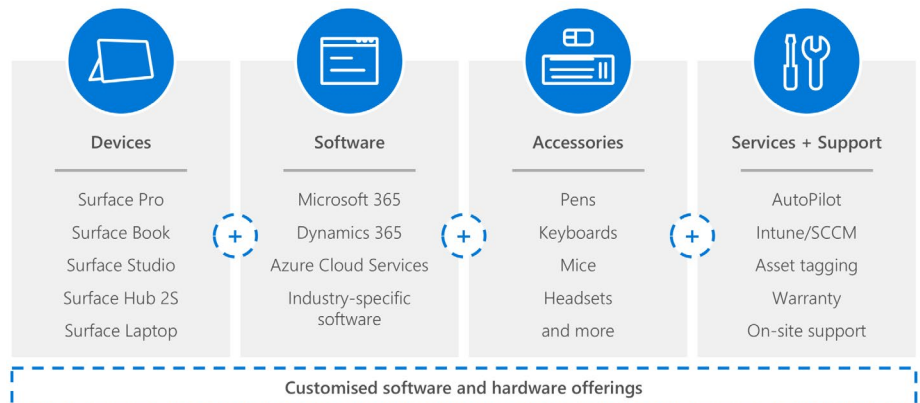 Devices
Surface Pro
Surface Book
Surface Studio
Surface Hub 2S
Surface Laptop
+
Software
Microsoft 365
Dynamics 365
Azure Cloud Services
Industry-specific
software
+
Accessories
Pens
Keyboards
Mice
Headsets
and more
+
Services + Support
AutoPilot
Intune/SCCM
Asset tagging
Warranty
On-site support
Customised software and hardware offerings